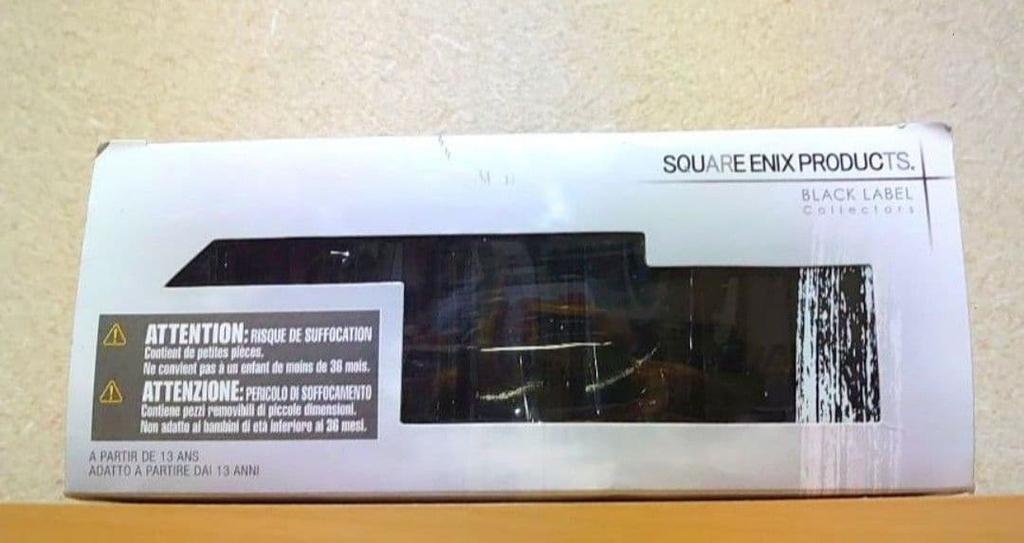 SQUARE ENIX PRODUCTS.
BLACK LABEL
Collectors
ATTENTION: RISQUE DE SUFFOCATION
Contient de petites pièces.
Ne convient pas à un enfant de moins de 36 mois.
ATTENZIONE: PERICOLO DI SOFFOCAMENTO
Contiene pezzi removibili di piccole dimensioni.
Non adatto ai bambini di età inferiore ai 36 mesi.
A PARTIR DE 13 ANS
ADATTO A PARTIRE DAI 13 ANNI